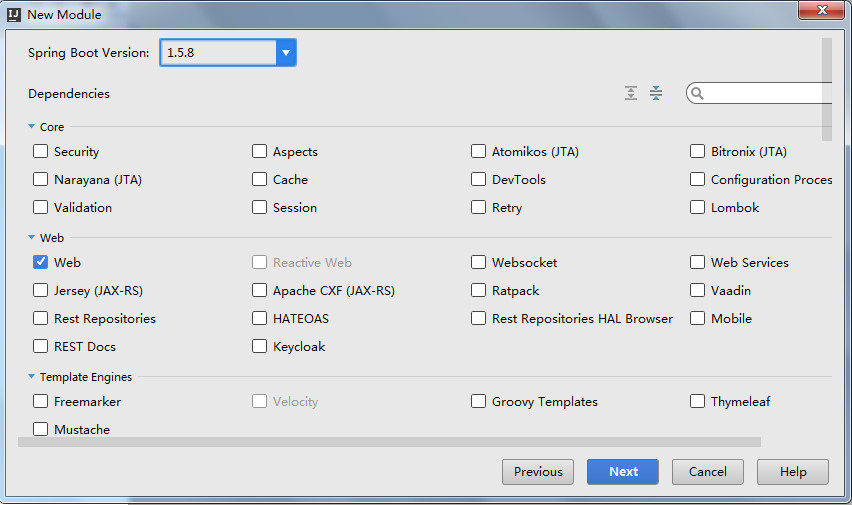 IJ New Module
Spring Boot Version: 1.5.8
Dependencies
Core
Security Aspects Atomikos (JTA) Bitronix (JTA)
Narayana (JTA) Cache DevTools Configuration Proces
Validation Session Retry Lombok
Web
Web Reactive Web Websocket Web Services
Jersey (JAX-RS) Apache CXF (JAX-RS) Ratpack Vaadin
Rest Repositories HATEOAS Rest Repositories HAL Browser Mobile
REST Docs Keycloak
Template Engines
Freemarker Velocity Groovy Templates Thymeleaf
Mustache
Previous Next Cancel Help